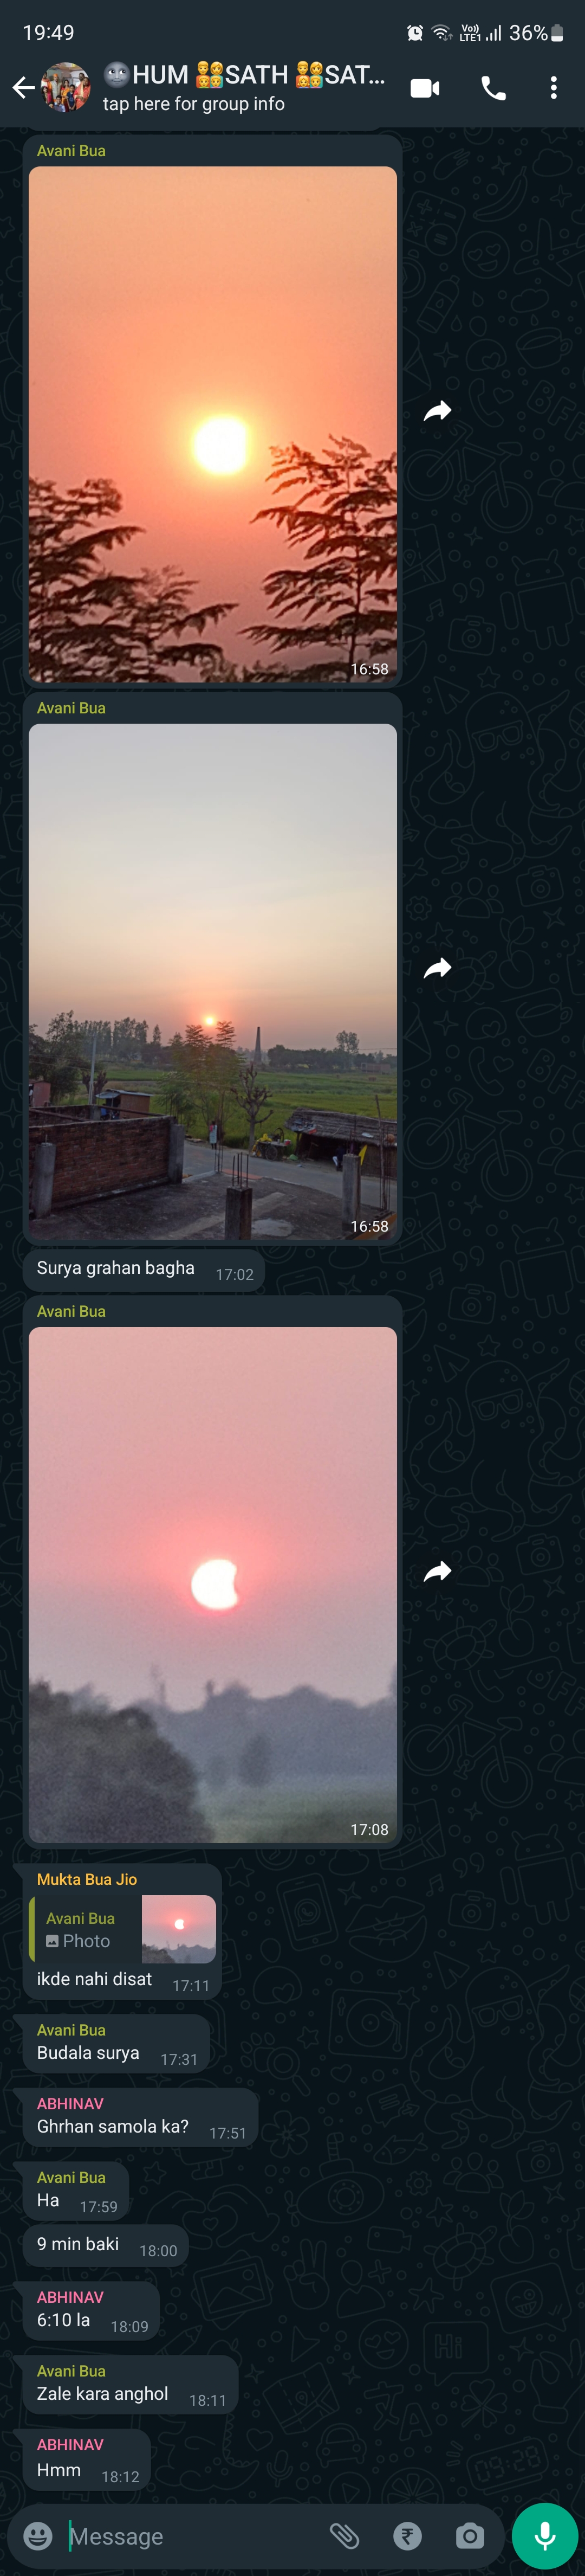 19:49
Vo))
LTE1
36%
🌚HUM 👨‍👩‍👧‍👦SATH 👨‍👩‍👧‍👦SAT...
tap here for group info
Avani Bua
16:58
Avani Bua
16:58
Surya grahan bagha 17:02
Avani Bua
17:08
Mukta Bua Jio
Avani Bua
Photo
ikde nahi disat 17:11
Avani Bua
Budala surya 17:31
ABHINAV
Ghrhan samola ka? 17:51
Avani Bua
Ha 17:59
9 min baki 18:00
ABHINAV
6:10 la 18:09
Avani Bua
Zale kara anghol 18:11
ABHINAV
Hmm 18:12
Message